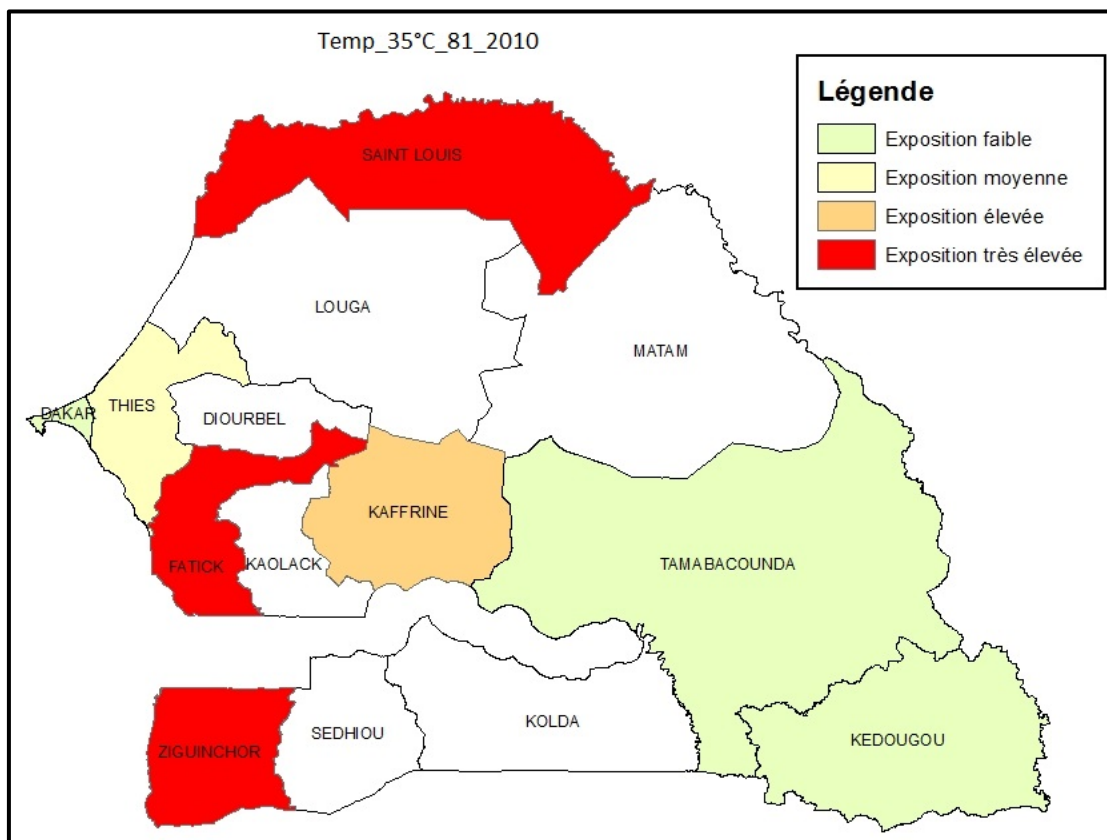 Temp_35°C_81_2010
Légende
Exposition faible
Exposition moyenne
Exposition élevée
Exposition très élevée
SAINT LOUIS
LOUGA
MATAM
DAKAR
THIES
DIOURBEL
KAFFRINE
FATICK
KAOLACK
TAMABACOUNDA
ZIGUINCHOR
SEDHIOU
KOLDA
KEDOUGOU